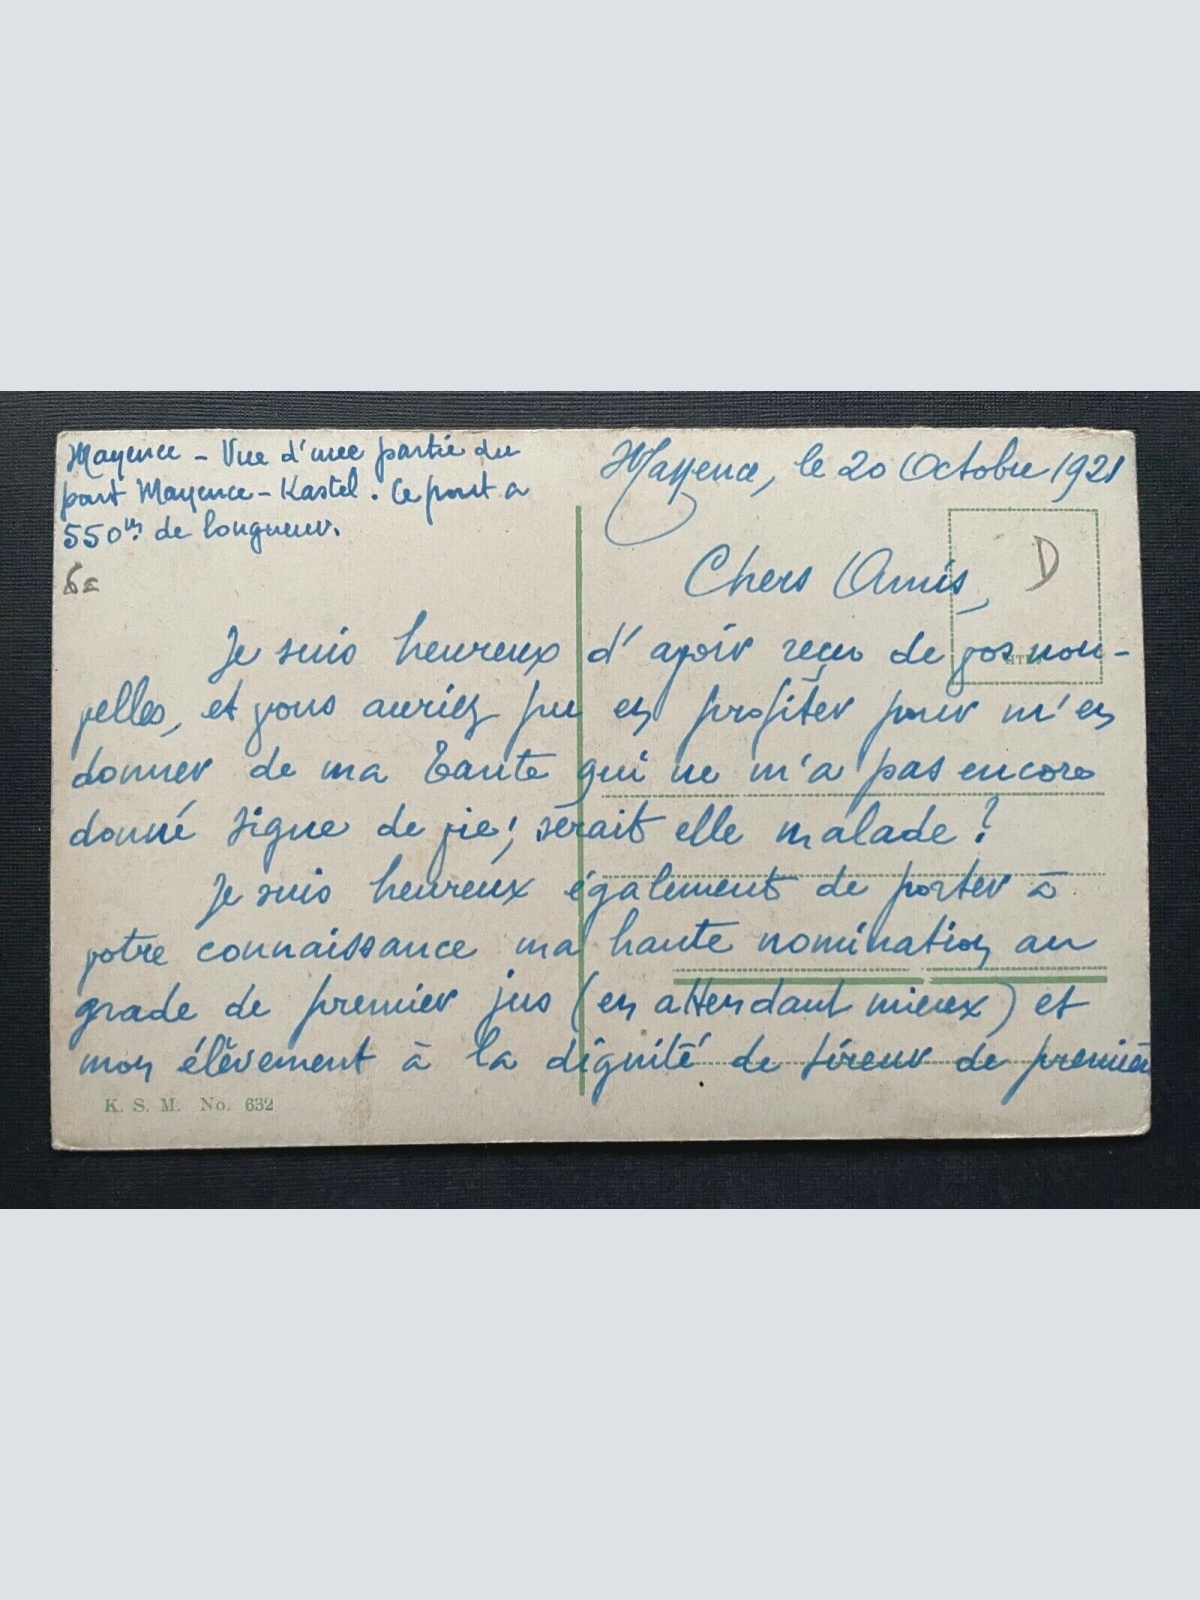 Mayence - Vue d'une partie du
pont Mayence-Kastel. Ce pont a
550m. de longueur.
Mayence, le 20 Octobre 1921
D
Chers Amis,
Je suis heureux d'avoir reçu de vos nou-
velles, et vous auriez pu en profiter pour m'en
donner de ma Tante qui ne m'a pas encore
donné signe de vie; serait elle malade?
Je suis heureux également de porter à
votre connaissance ma haute nomination au
grade de premier jus (en attendant mieux) et
mon élèvement à la dignité de tireur de première
K. S. M. No. 632